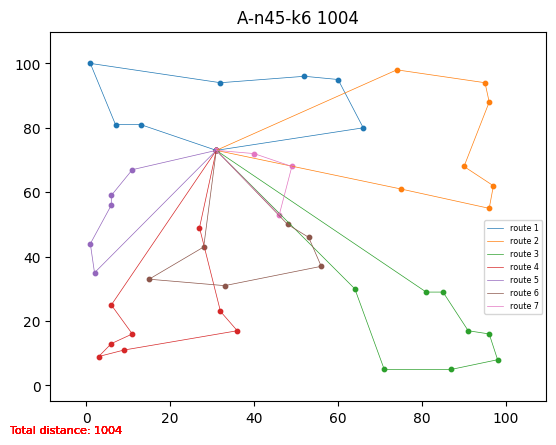 A-n45-k6 1004
100
80
60
40
20
0
0 20 40 60 80 100
route 1
route 2
route 3
route 4
route 5
route 6
route 7
Total distance: 1004